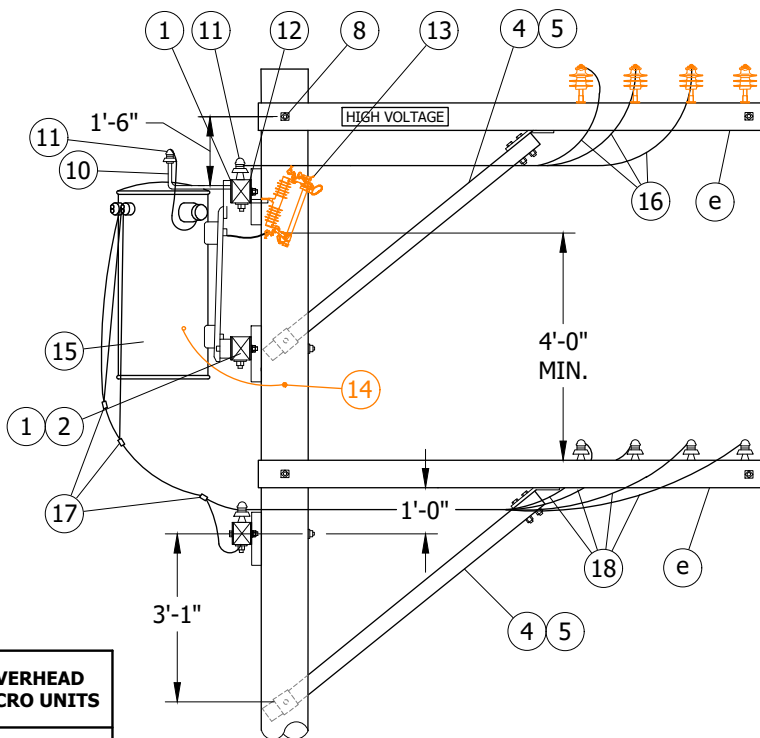 1 11 12 8 13 4 5
1'-6"
HIGH VOLTAGE
11
10
16 e
15
4'-0"
MIN.
14
1 2
17
1'-0"
18 e
3'-1"
4 5
VERHEAD
CRO UNITS